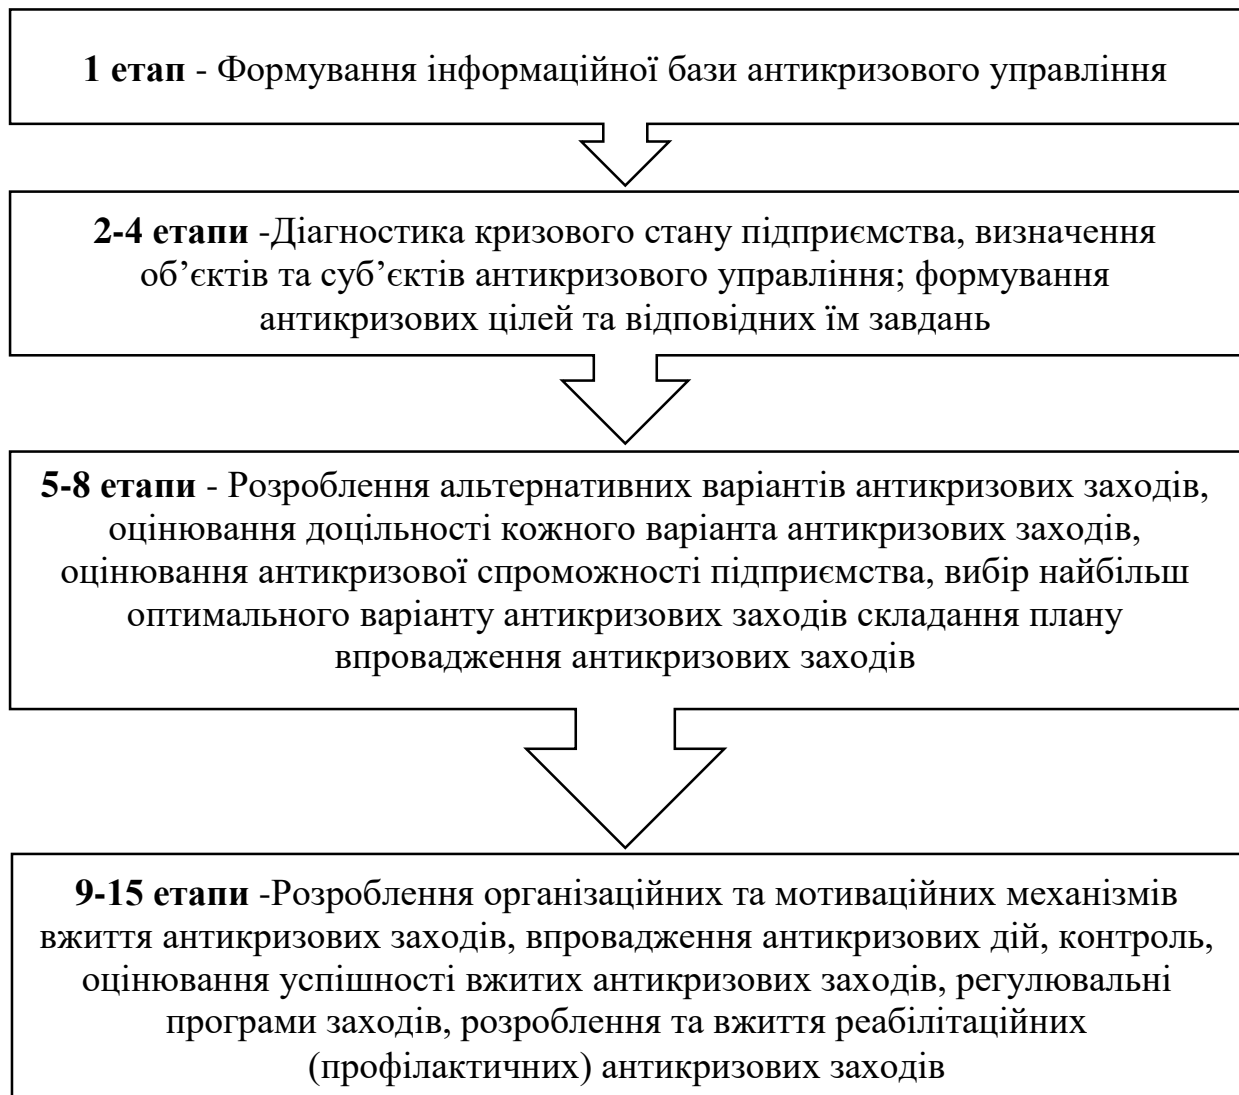 1 етап - Формування інформаційної бази антикризового управління
2-4 етапи -Діагностика кризового стану підприємства, визначення
об’єктів та суб’єктів антикризового управління; формування
антикризових цілей та відповідних їм завдань
5-8 етапи - Розроблення альтернативних варіантів антикризових заходів,
оцінювання доцільності кожного варіанта антикризових заходів,
оцінювання антикризової спроможності підприємства, вибір найбільш
оптимального варіанту антикризових заходів складання плану
впровадження антикризових заходів
9-15 етапи -Розроблення організаційних та мотиваційних механізмів
вжиття антикризових заходів, впровадження антикризових дій, контроль,
оцінювання успішності вжитих антикризових заходів, регулювальні
програми заходів, розроблення та вжиття реабілітаційних
(профілактичних) антикризових заходів